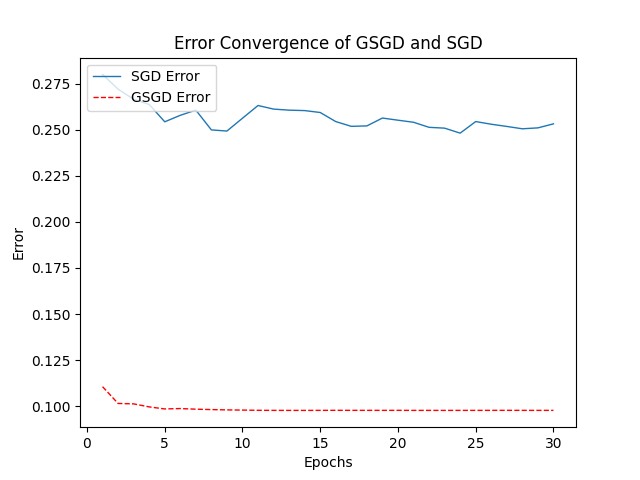 Error Convergence of GSGD and SGD
SGD Error
GSGD Error
0.275
0.250
0.225
0.200
0.175
0.150
0.125
0.100
Error
0 5 10 15 20 25 30
Epochs